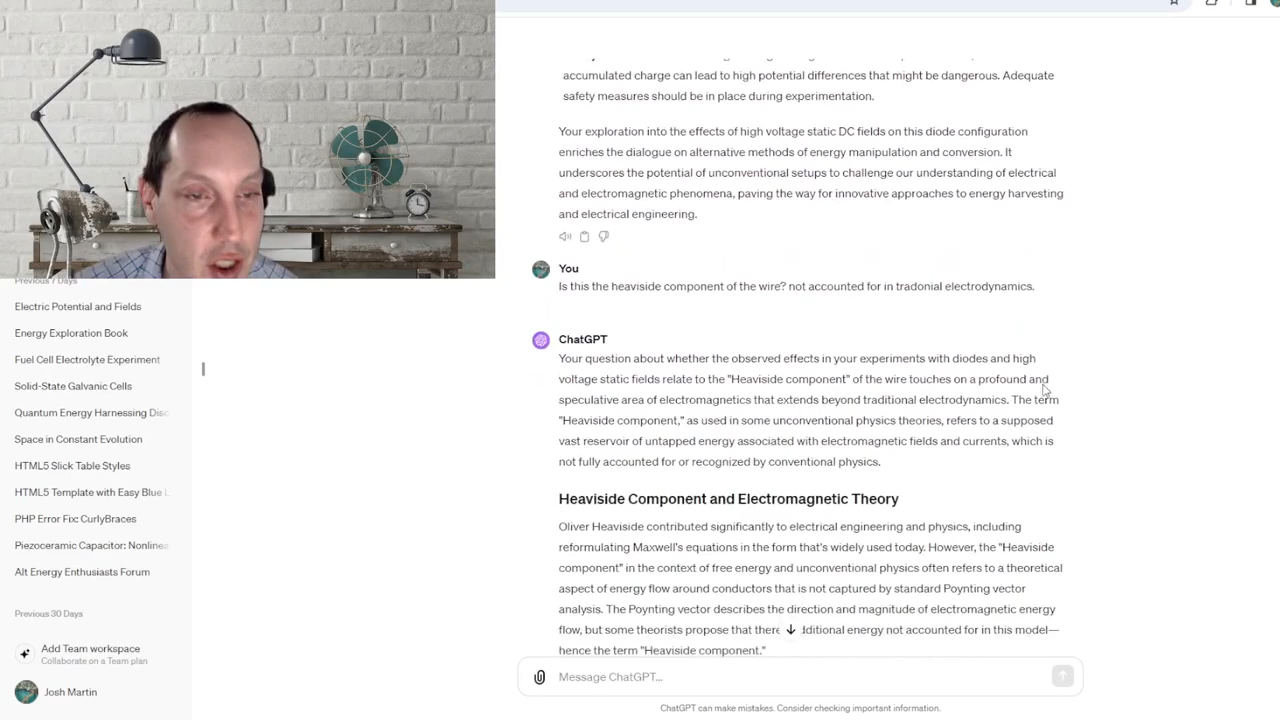 accumulated charge can lead to high potential differences that might be dangerous. Adequate
safety measures should be in place during experimentation.
Your exploration into the effects of high voltage static DC fields on this diode configuration
enriches the dialogue on alternative methods of energy manipulation and conversion. It
underscores the potential of unconventional setups to challenge our understanding of electrical
and electromagnetic phenomena, paving the way for innovative approaches to energy harvesting
and electrical engineering.
You
Is this the heaviside component of the wire? not accounted for in tradonial electrodynamics.
ChatGPT
Your question about whether the observed effects in your experiments with diodes and high
voltage static fields relate to the "Heaviside component" of the wire touches on a profound and
speculative area of electromagnetics that extends beyond traditional electrodynamics. The term
"Heaviside component," as used in some unconventional physics theories, refers to a supposed
vast reservoir of untapped energy associated with electromagnetic fields and currents, which is
not fully accounted for or recognized by conventional physics.
Heaviside Component and Electromagnetic Theory
Oliver Heaviside contributed significantly to electrical engineering and physics, including
reformulating Maxwell's equations in the form that's widely used today. However, the "Heaviside
component" in the context of free energy and unconventional physics often refers to a theoretical
aspect of energy flow around conductors that is not captured by standard Poynting vector
analysis. The Poynting vector describes the direction and magnitude of electromagnetic energy
flow, but some theorists propose that there dditional energy not accounted for in this model—
hence the term "Heaviside component."
Message ChatGPT...
ChatGPT can make mistakes. Consider checking important information.
Previous 7 Days
Electric Potential and Fields
Energy Exploration Book
Fuel Cell Electrolyte Experiment
Solid-State Galvanic Cells
Quantum Energy Harnessing Disc
Space in Constant Evolution
HTML5 Slick Table Styles
HTML5 Template with Easy Blue L
PHP Error Fix: CurlyBraces
Piezoceramic Capacitor: Nonlinea
Alt Energy Enthusiasts Forum
Previous 30 Days
Add Team workspace
Collaborate on a Team plan
Josh Martin